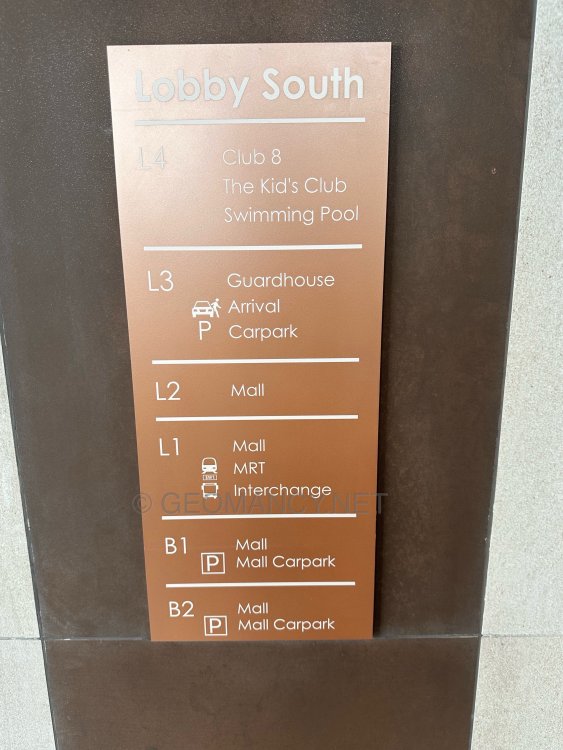 Lobby South
L4 Club 8
The Kid's Club
Swimming Pool
L3 Guardhouse
Arrival
P Carpark
L2 Mall
L1 Mall
MRT
Interchange
© GEOMANCY.NET
B1 Mall
P Mall Carpark
B2 Mall
P Mall Carpark